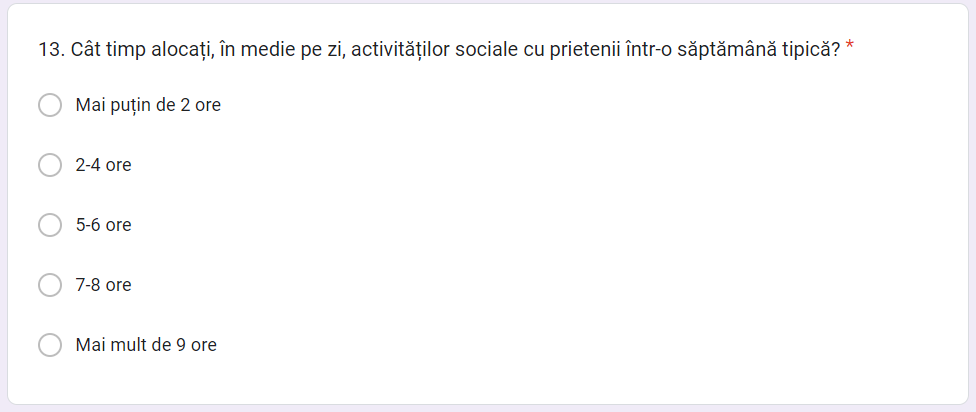 13. Cât timp alocați, în medie pe zi, activităților sociale cu prietenii într-o săptămână tipică? *
Mai puțin de 2 ore
2-4 ore
5-6 ore
7-8 ore
Mai mult de 9 ore